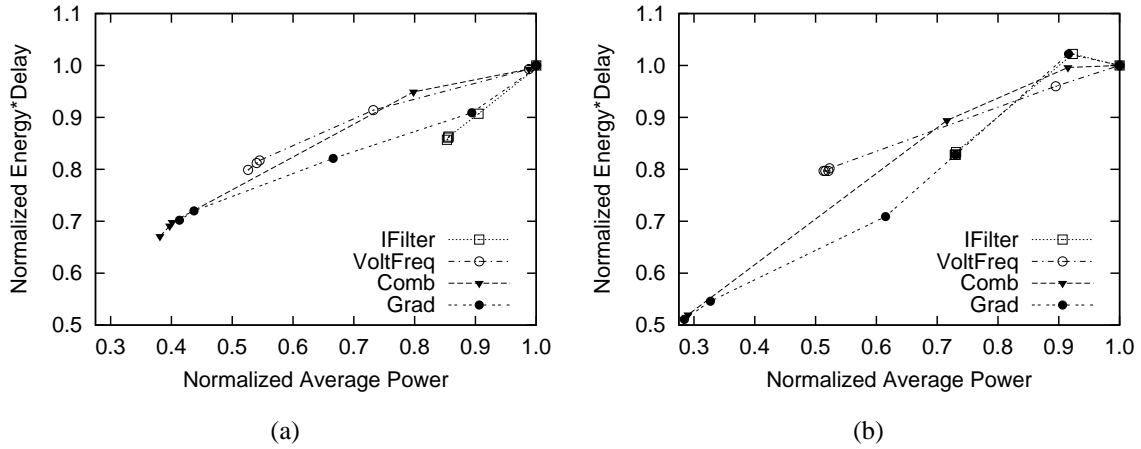 1.1
1.0
0.9
0.8
0.7
0.6
0.5
0.3 0.4 0.5 0.6 0.7 0.8 0.9 1.0
Normalized Energy*Delay
Normalized Average Power
IFilter
VoltFreq
Comb
Grad
(a)
1.1
1.0
0.9
0.8
0.7
0.6
0.5
0.3 0.4 0.5 0.6 0.7 0.8 0.9 1.0
Normalized Energy*Delay
Normalized Average Power
IFilter
VoltFreq
Comb
Grad
(b)